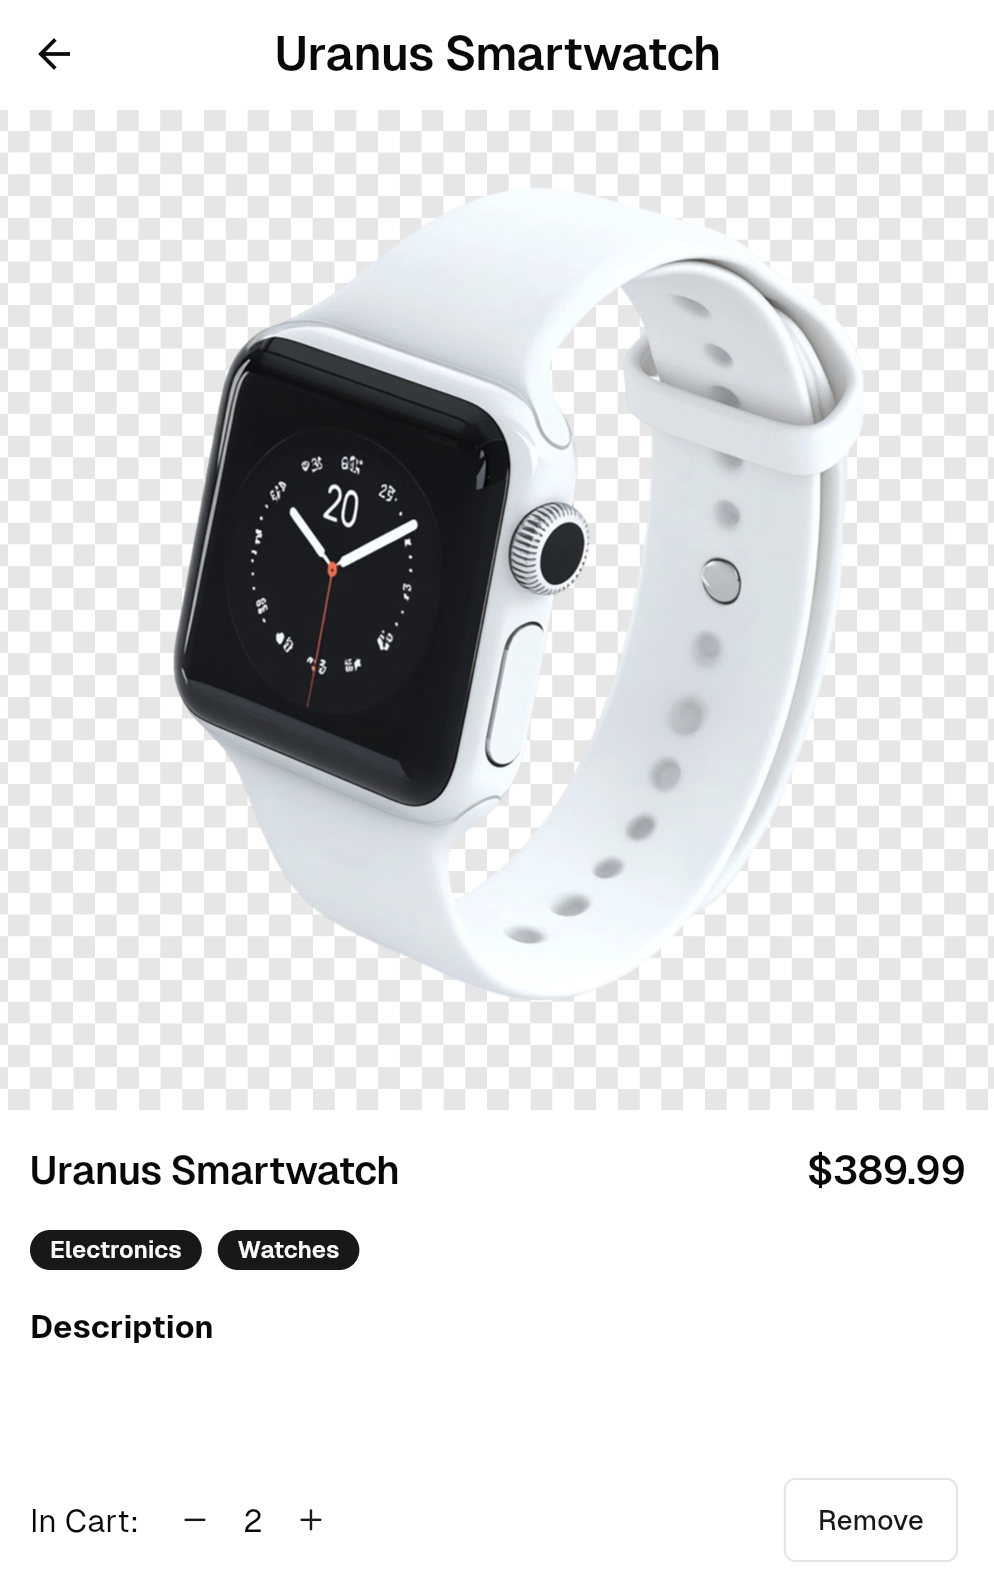 Uranus Smartwatch
20
Uranus Smartwatch
$389.99
Electronics
Watches
Description
In Cart:
2
Remove